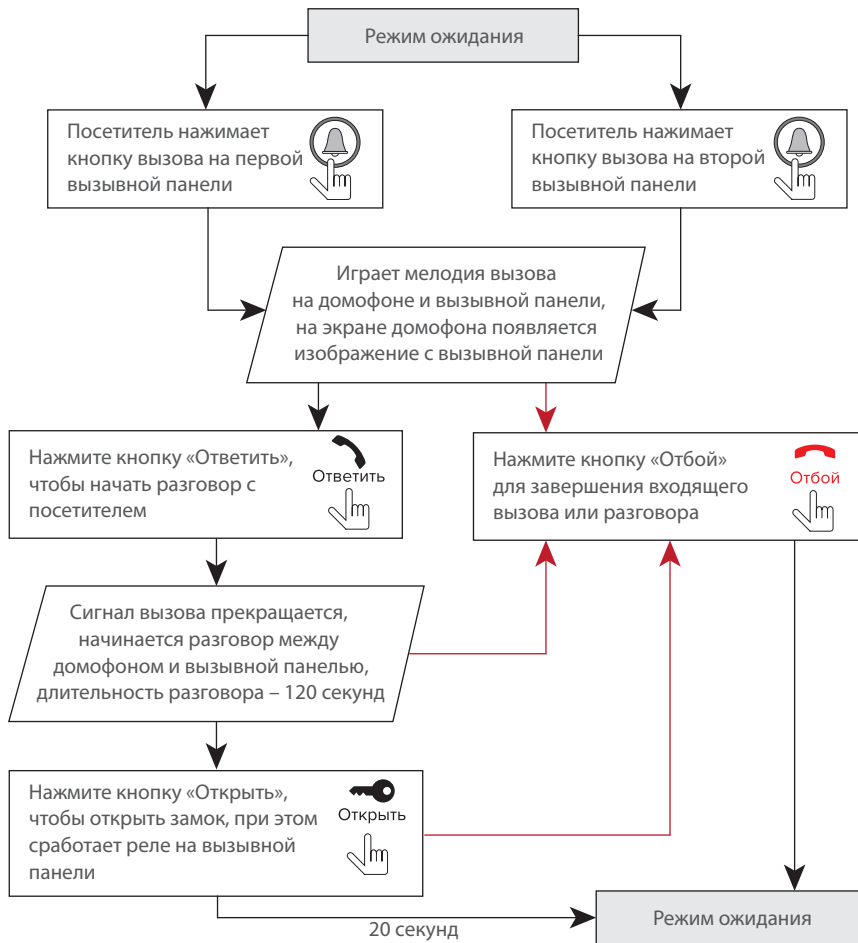 Режим ожидания
Посетитель нажимает
кнопку вызова на первой
вызывной панели
Посетитель нажимает
кнопку вызова на второй
вызывной панели
Играет мелодия вызова
на домофоне и вызывной панели,
на экране домофона появляется
изображение с вызывной панели
Нажмите кнопку «Ответить»,
чтобы начать разговор с
посетителем
Ответить
Нажмите кнопку «Отбой»
для завершения входящего
вызова или разговора
Отбой
Сигнал вызова прекращается,
начинается разговор между
домофоном и вызывной панелью,
длительность разговора – 120 секунд
Нажмите кнопку «Открыть»,
чтобы открыть замок, при этом
сработает реле на вызывной
панели
Открыть
20 секунд
Режим ожидания